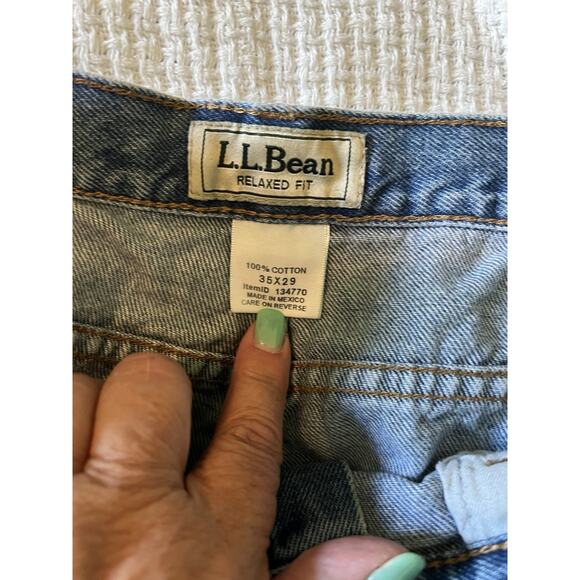 L.L.Bean
RELAXED FIT
100% COTTON
35X29
ItemID 134770
MADE IN MEXICO
CARE ON REVERSE